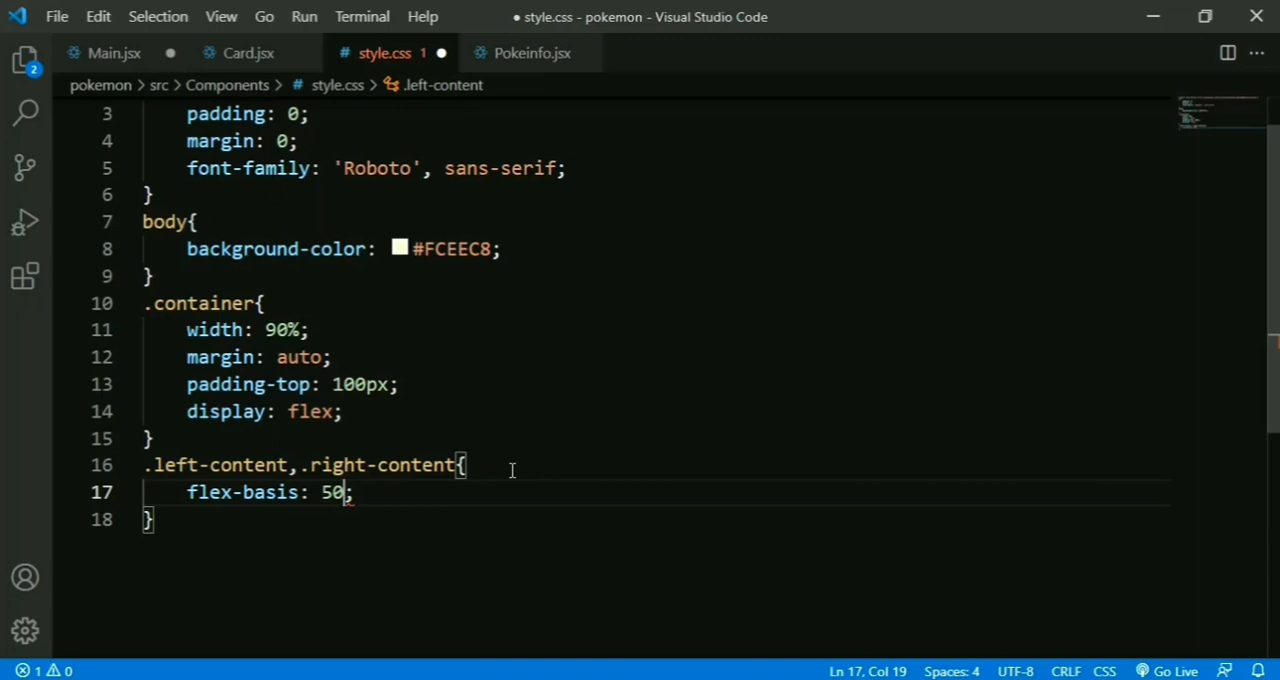 File Edit Selection View Go Run Terminal Help ● style.css - pokemon - Visual Studio Code
Main.jsx ● Card.jsx # style.css 1 ● Pokeinfo.jsx ···
pokemon > src > Components > # style.css > .left-content
3 padding: 0;
4 margin: 0;
5 font-family: 'Roboto', sans-serif;
6 }
7 body{
8 background-color: #FCEEC8;
9 }
10 .container{
11 width: 90%;
12 margin: auto;
13 padding-top: 100px;
14 display: flex;
15 }
16 .left-content,.right-content{
17 flex-basis: 50;
18 }
2
1 0 Ln 17, Col 19 Spaces: 4 UTF-8 CRLF CSS Go Live